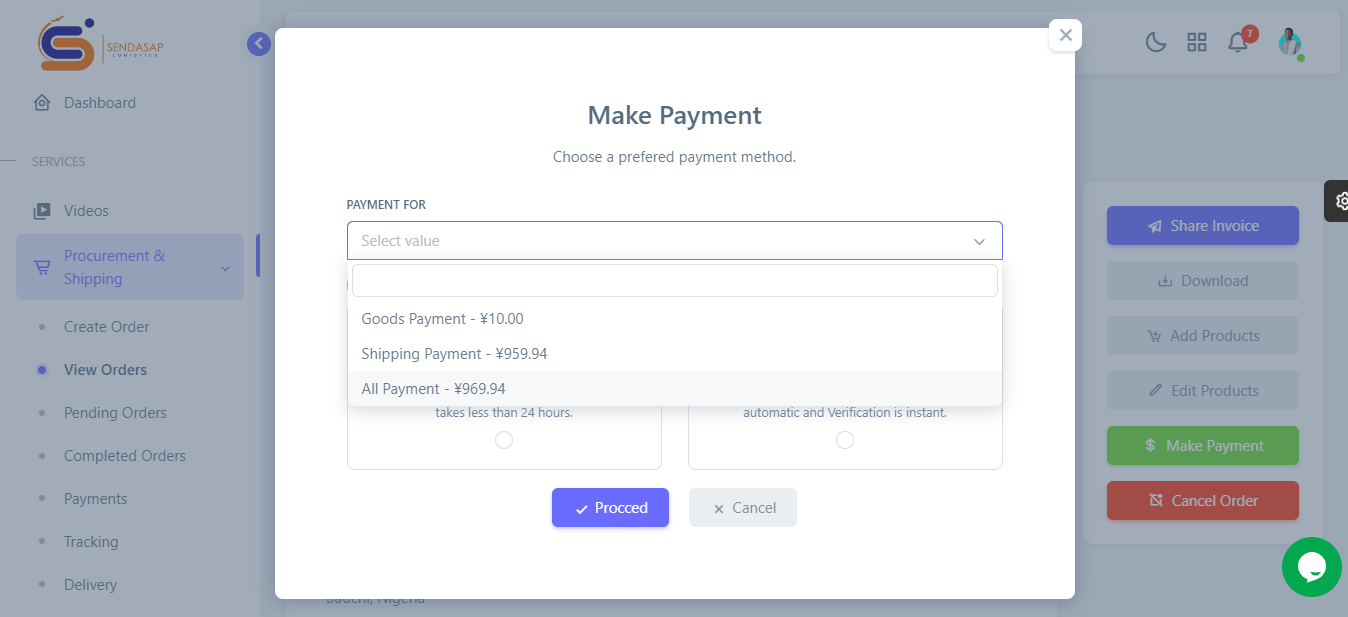 SENDASAP
LOGISTICS
Dashboard
SERVICES
Videos
Procurement &
Shipping
Create Order
View Orders
Pending Orders
Completed Orders
Payments
Tracking
Delivery
7
Make Payment
Choose a prefered payment method.
PAYMENT FOR
Select value
Goods Payment - ¥10.00
Shipping Payment - ¥959.94
All Payment - ¥969.94
takes less than 24 hours.
automatic and Verification is instant.
Procced
Cancel
Share Invoice
Download
Add Products
Edit Products
Make Payment
Cancel Order
Bauchi, Nigeria